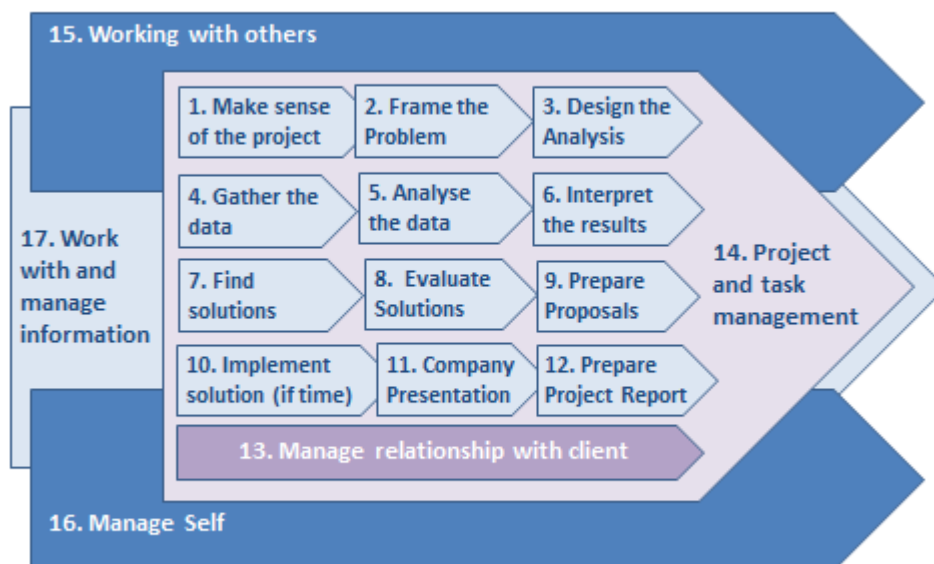 15. Working with others
1. Make sense
of the project
2. Frame the
Problem
3. Design the
Analysis
4. Gather the
data
5. Analyse
the data
6. Interpret
the results
17. Work
with and
manage
information
14. Project
and task
management
7. Find
solutions
8. Evaluate
Solutions
9. Prepare
Proposals
10. Implement
solution (if time)
11. Company
Presentation
12. Prepare
Project Report
13. Manage relationship with client
16. Manage Self